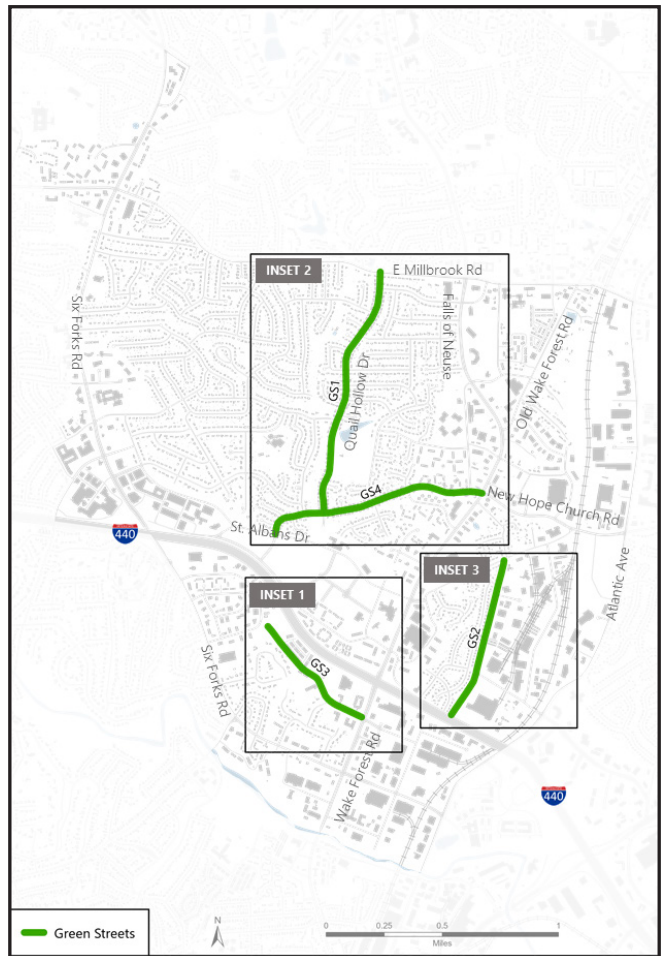 INSET 2
E Millbrook Rd
Six Forks Rd
Falls of Neuse
Old Wake Forest Rd
GS1
Quail Hollow Dr
GS4
New Hope Church Rd
St. Albans Dr
440
INSET 3
INSET 1
Atlantic Ave
GS2
GS3
Six Forks Rd
Wake Forest Rd
440
Green Streets
N
0 0.25 0.5 1
Miles